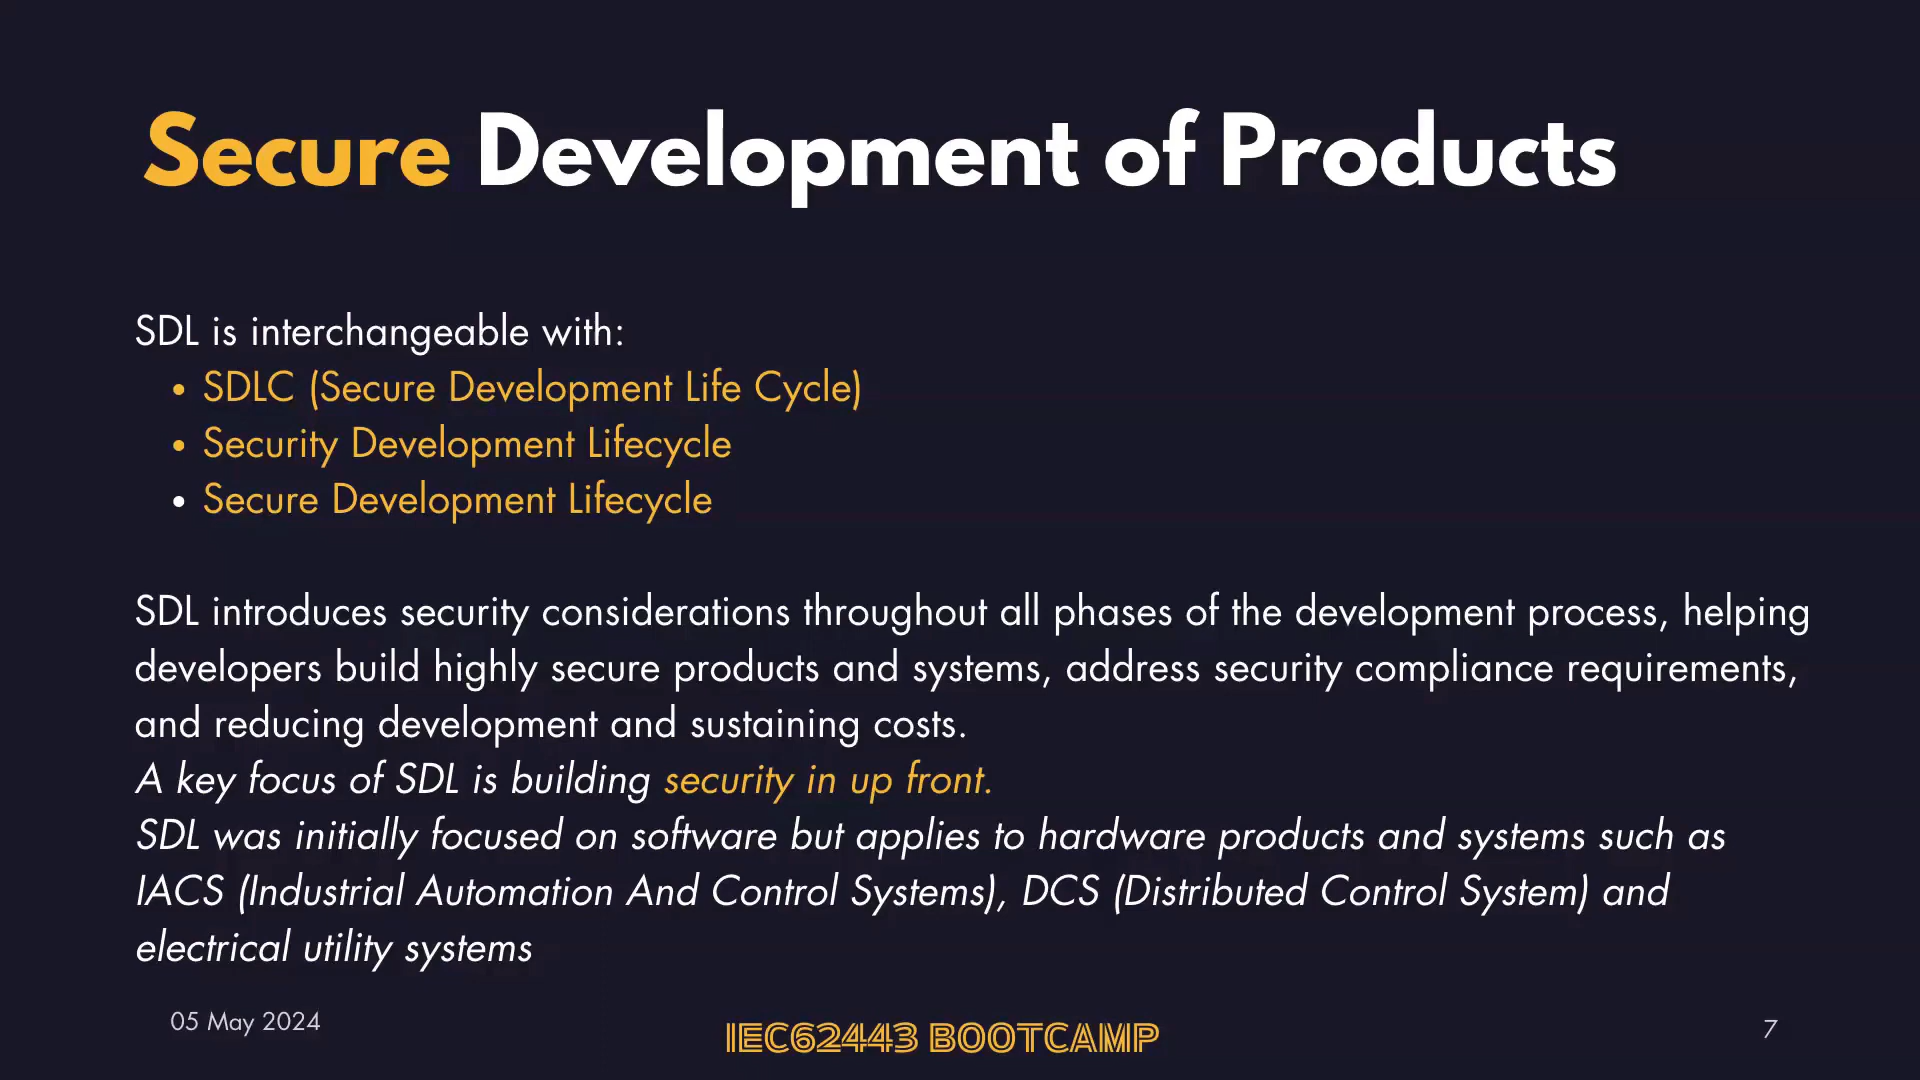 Secure Development of Products
SDL is interchangeable with:
• SDLC (Secure Development Life Cycle)
• Security Development Lifecycle
• Secure Development Lifecycle
SDL introduces security considerations throughout all phases of the development process, helping
developers build highly secure products and systems, address security compliance requirements,
and reducing development and sustaining costs.
A key focus of SDL is building security in up front.
SDL was initially focused on software but applies to hardware products and systems such as
IACS (Industrial Automation And Control Systems), DCS (Distributed Control System) and
electrical utility systems
05 May 2024
IEC62443 BOOTCAMP
7